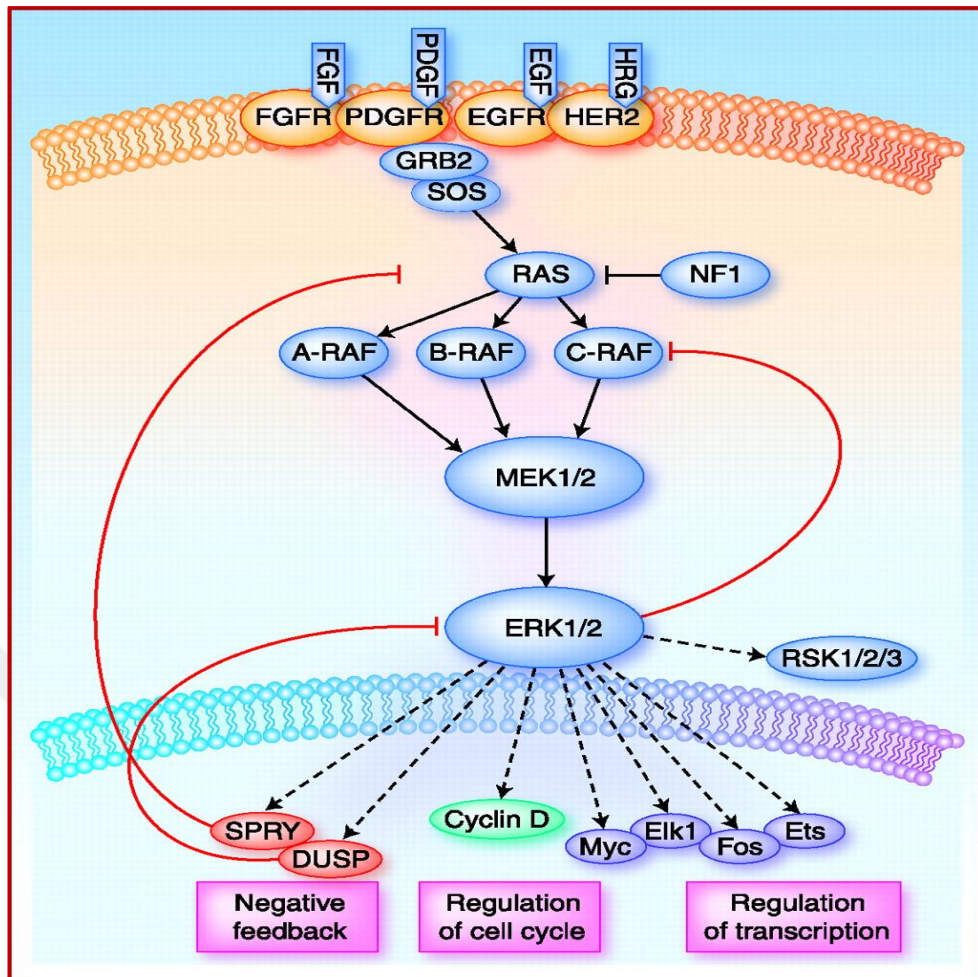 FGF
PDGF
EGF
HRG
FGFR
PDGFR
EGFR
HER2
GRB2
SOS
RAS
NF1
A-RAF
B-RAF
C-RAF
MEK1/2
ERK1/2
RSK1/2/3
SPRY
DUSP
Cyclin D
Myc
Elk1
Fos
Ets
Negative
feedback
Regulation
of cell cycle
Regulation
of transcription